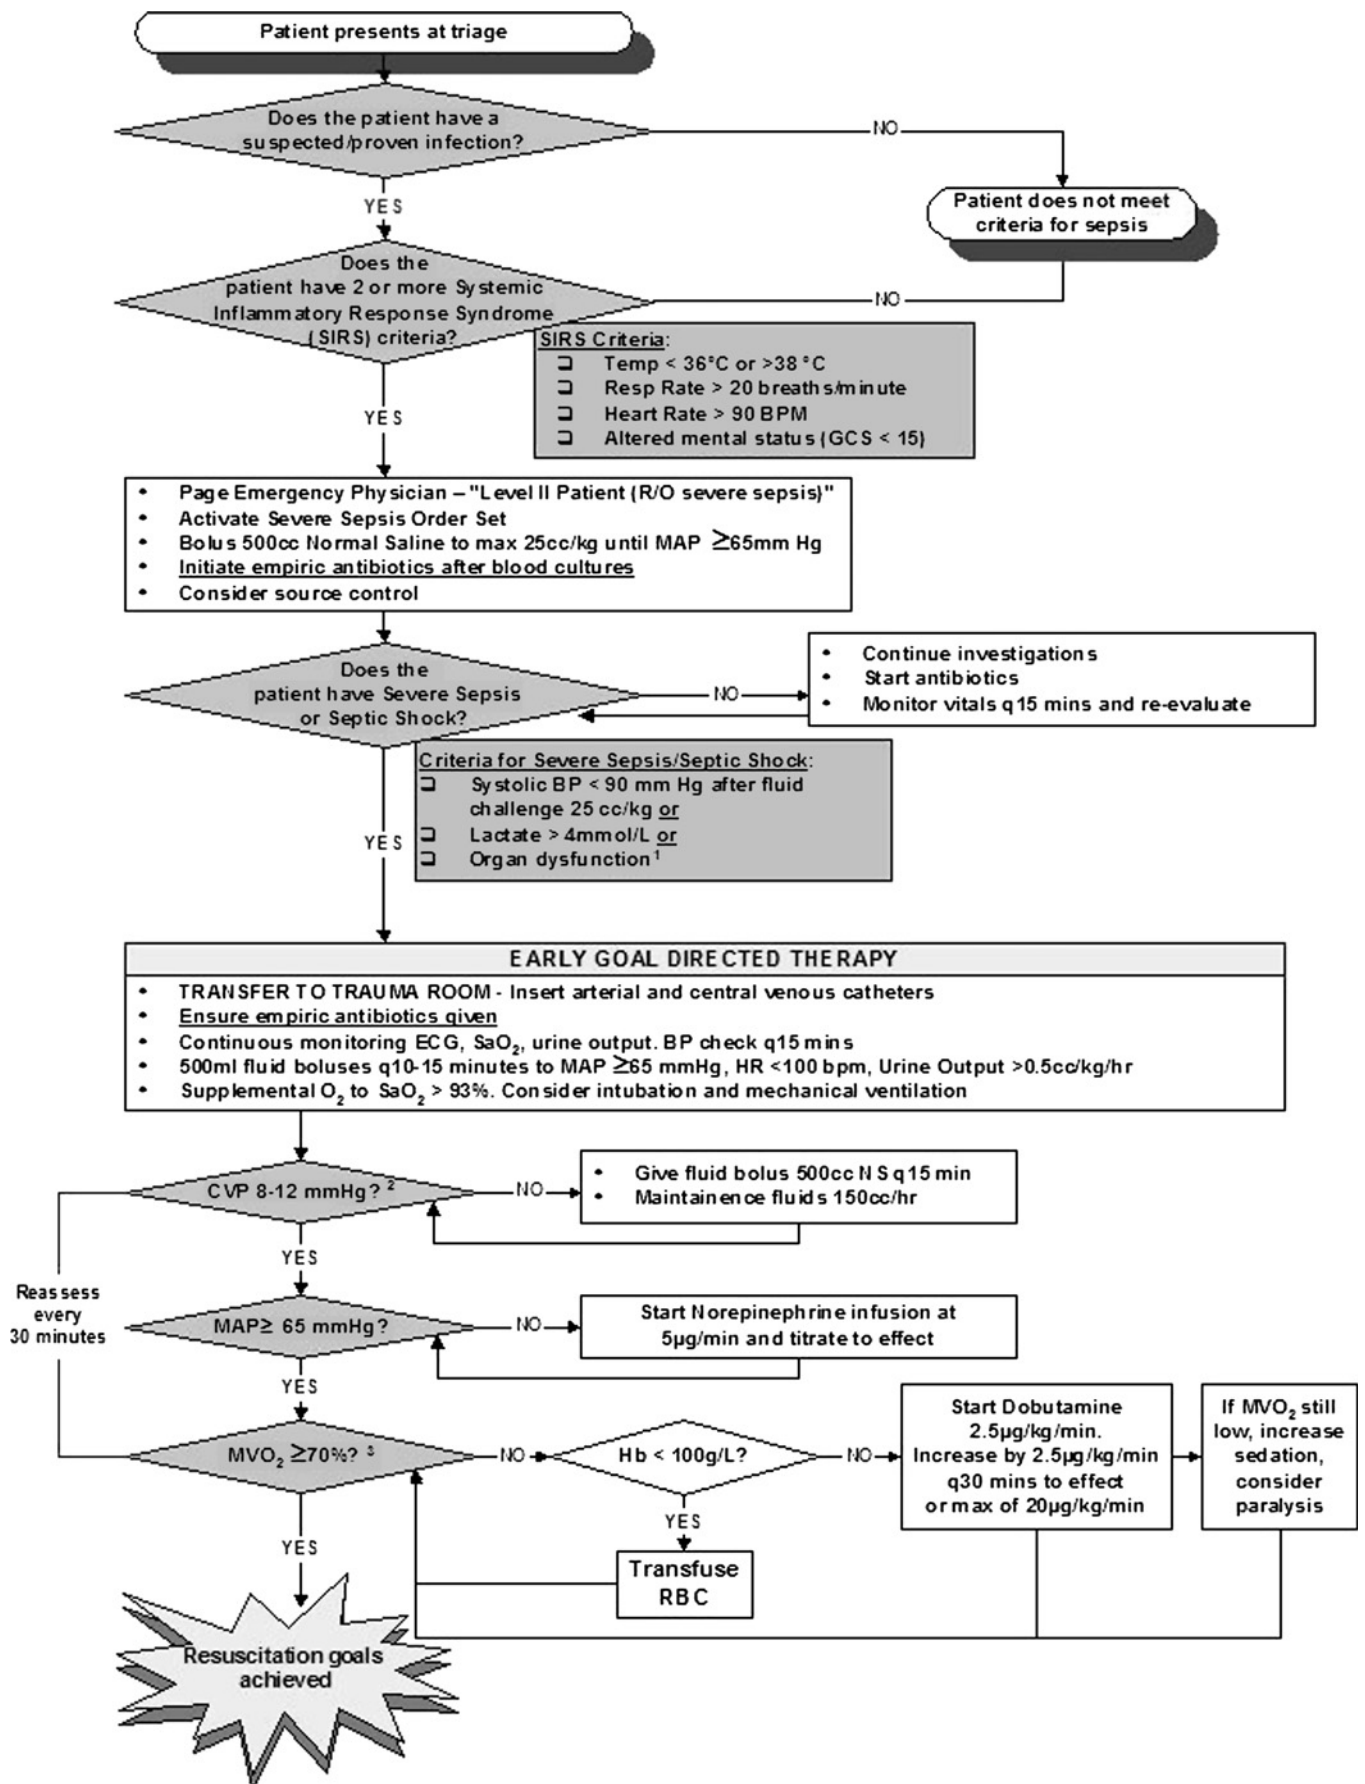 Patient presents at triage
Does the patient have a
suspected/proven infection?
NO
YES
Patient does not meet
criteria for sepsis
Does the
patient have 2 or more Systemic
Inflammatory Response Syndrome
(SIRS) criteria?
NO
SIRS Criteria:
❑ Temp < 36°C or >38 °C
❑ Resp Rate > 20 breaths/minute
❑ Heart Rate > 90 BPM
❑ Altered mental status (GCS < 15)
YES
• Page Emergency Physician – "Level II Patient (R/O severe sepsis)"
• Activate Severe Sepsis Order Set
• Bolus 500cc Normal Saline to max 25cc/kg until MAP ≥65mm Hg
• Initiate empiric antibiotics after blood cultures
• Consider source control
Does the
patient have Severe Sepsis
or Septic Shock?
NO
• Continue investigations
• Start antibiotics
• Monitor vitals q15 mins and re-evaluate
Criteria for Severe Sepsis/Septic Shock:
❑ Systolic BP < 90 mm Hg after fluid
challenge 25 cc/kg or
❑ Lactate > 4mmol/L or
❑ Organ dysfunction¹
YES
EARLY GOAL DIRECTED THERAPY
• TRANSFER TO TRAUMA ROOM - Insert arterial and central venous catheters
• Ensure empiric antibiotics given
• Continuous monitoring ECG, SaO₂, urine output. BP check q15 mins
• 500ml fluid boluses q10-15 minutes to MAP ≥65 mmHg, HR <100 bpm, Urine Output >0.5cc/kg/hr
• Supplemental O₂ to SaO₂ > 93%. Consider intubation and mechanical ventilation
CVP 8-12 mmHg? ²
NO
• Give fluid bolus 500cc NS q15 min
• Maintainence fluids 150cc/hr
YES
Reassess
every
30 minutes
MAP≥ 65 mmHg?
NO
Start Norepinephrine infusion at
5µg/min and titrate to effect
YES
MVO₂ ≥70%? ³
NO
Hb < 100g/L?
NO
Start Dobutamine
2.5µg/kg/min.
Increase by 2.5µg/kg/min
q30 mins to effect
or max of 20µg/kg/min
If MVO₂ still
low, increase
sedation,
consider
paralysis
YES
YES
Transfuse
RBC
Resuscitation goals
achieved